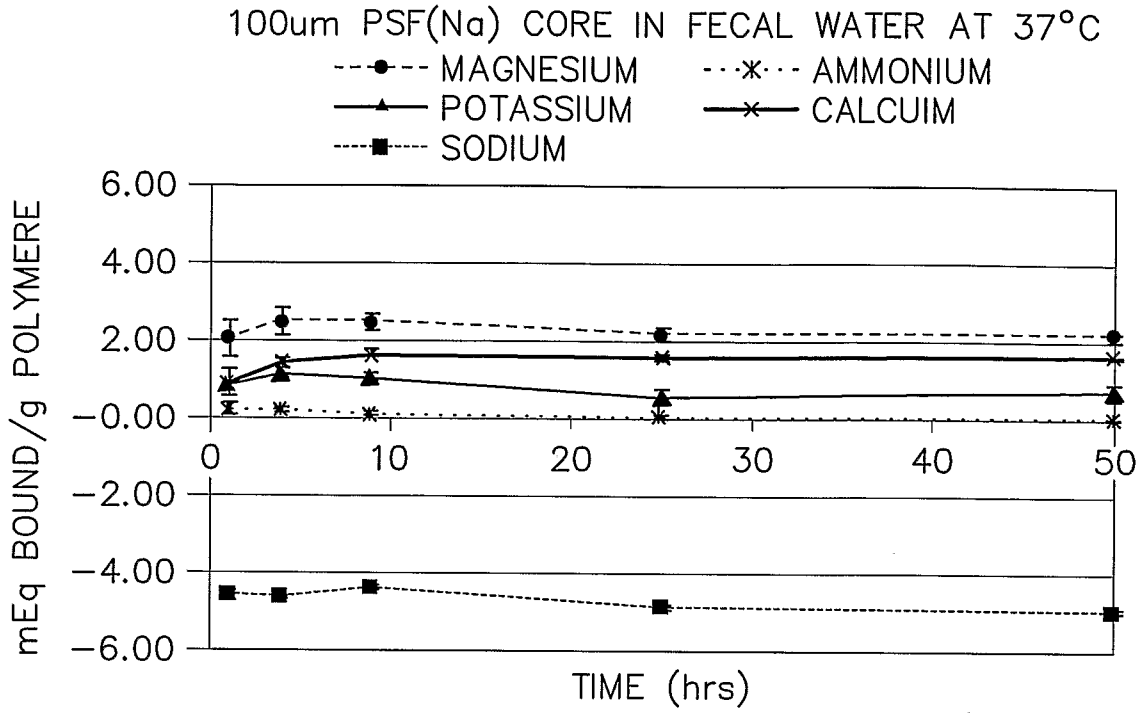 100um PSF(Na) CORE IN FECAL WATER AT 37°C
MAGNESIUM
AMMONIUM
POTASSIUM
CALCUIM
SODIUM
mEq BOUND/g POLYMERE
6.00
4.00
2.00
-0.00
-2.00
-4.00
-6.00
0
10
20
30
40
50
TIME (hrs)